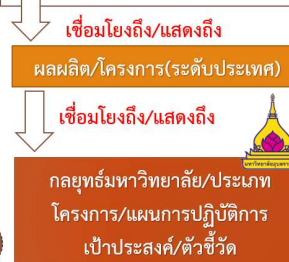 เชื่อมโยงถึง/แสดงถึง
ผลผลิต/โครงการ(ระดับประเทศ)
เชื่อมโยงถึง/แสดงถึง
กลยุทธ์มหาวิทยาลัย/ประเภท
โครงการ/แผนการปฏิบัติการ
เป้าประสงค์/ตัวชี้วัด